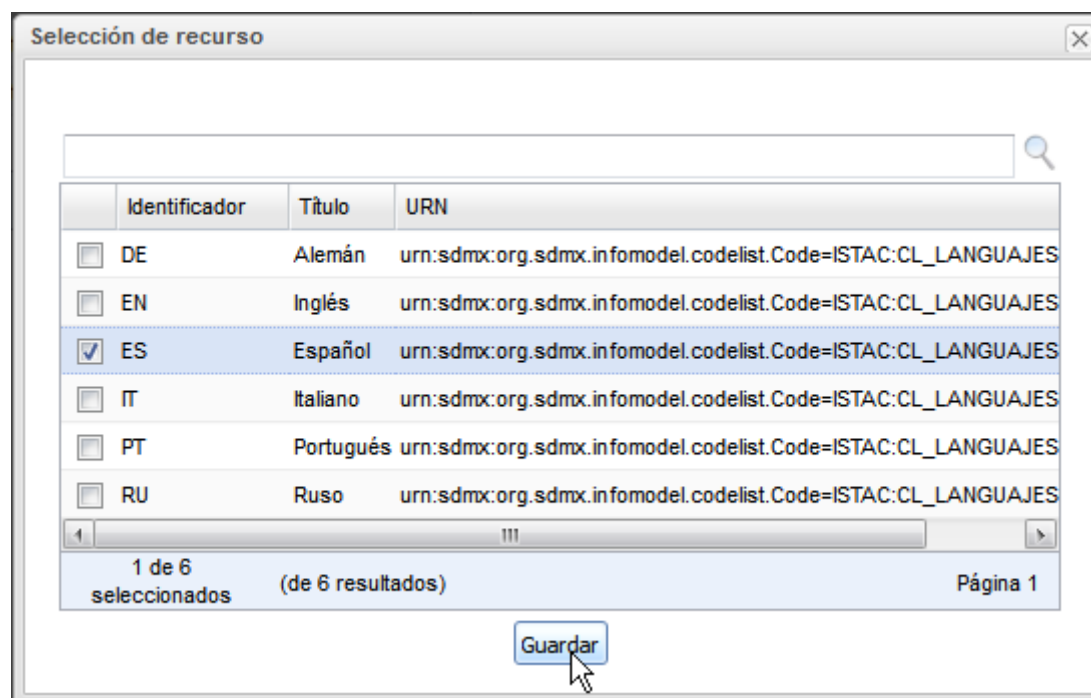 Selección de recurso
Identificador Título URN
DE Alemán urn:sdmx:org.sdmx.infomodel.codelist.Code=ISTAC:CL_LANGUAJES
EN Inglés urn:sdmx:org.sdmx.infomodel.codelist.Code=ISTAC:CL_LANGUAJES
ES Español urn:sdmx:org.sdmx.infomodel.codelist.Code=ISTAC:CL_LANGUAJES
IT Italiano urn:sdmx:org.sdmx.infomodel.codelist.Code=ISTAC:CL_LANGUAJES
PT Portugués urn:sdmx:org.sdmx.infomodel.codelist.Code=ISTAC:CL_LANGUAJES
RU Ruso urn:sdmx:org.sdmx.infomodel.codelist.Code=ISTAC:CL_LANGUAJES
1 de 6
seleccionados (de 6 resultados) Página 1
Guardar